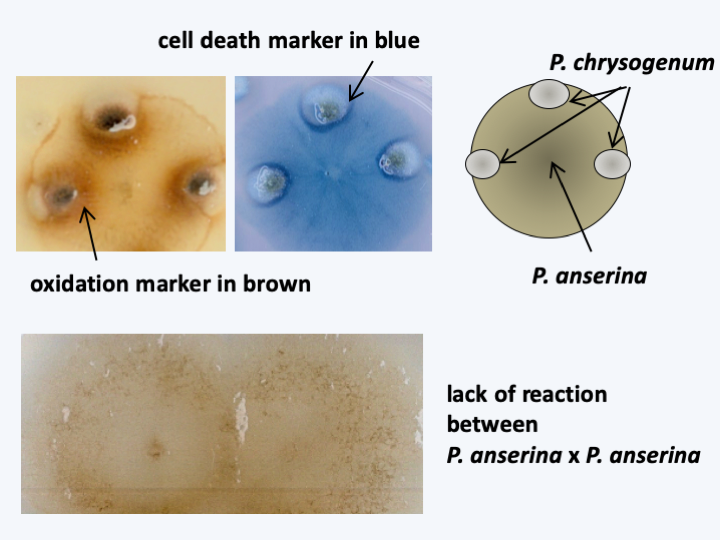 cell death marker in blue
P. chrysogenum
oxidation marker in brown
P. anserina
lack of reaction
between
P. anserina x P. anserina